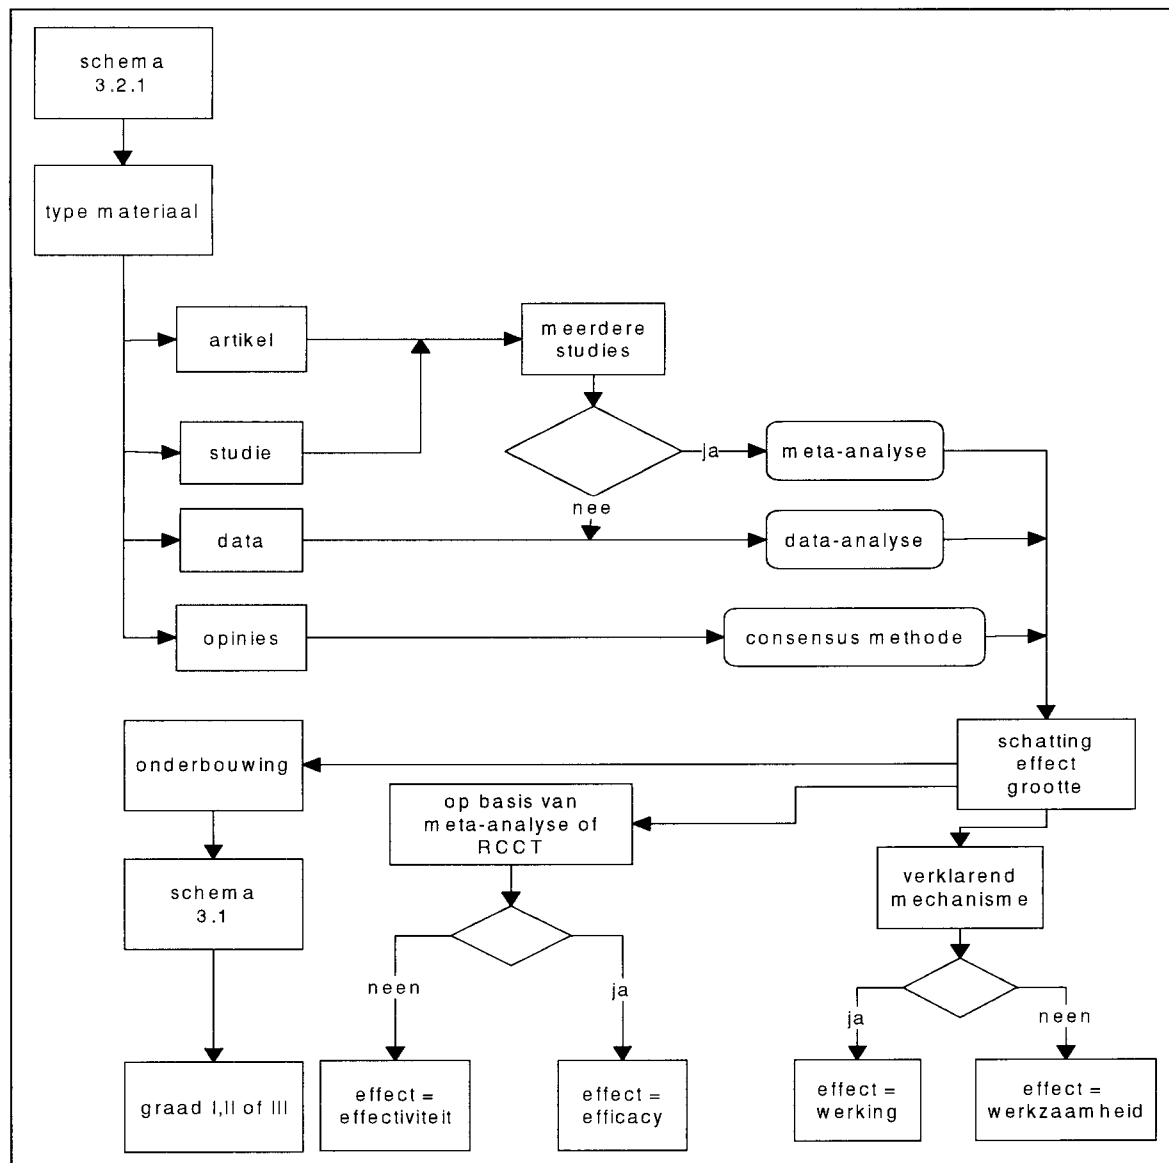 schema
3.2.1
type materiaal
artikel
meerdere
studies
studie
ja
meta-analyse
nee
data
data-analyse
opinies
consensus methode
onderbouwing
schatting
effect
grootte
op basis van
meta-analyse of
RCCT
schema
3.1
verklarend
mechanisme
neen
ja
ja
neen
graad I,II of III
effect =
effectiviteit
effect =
efficacy
effect =
werking
effect =
werkzaamheid